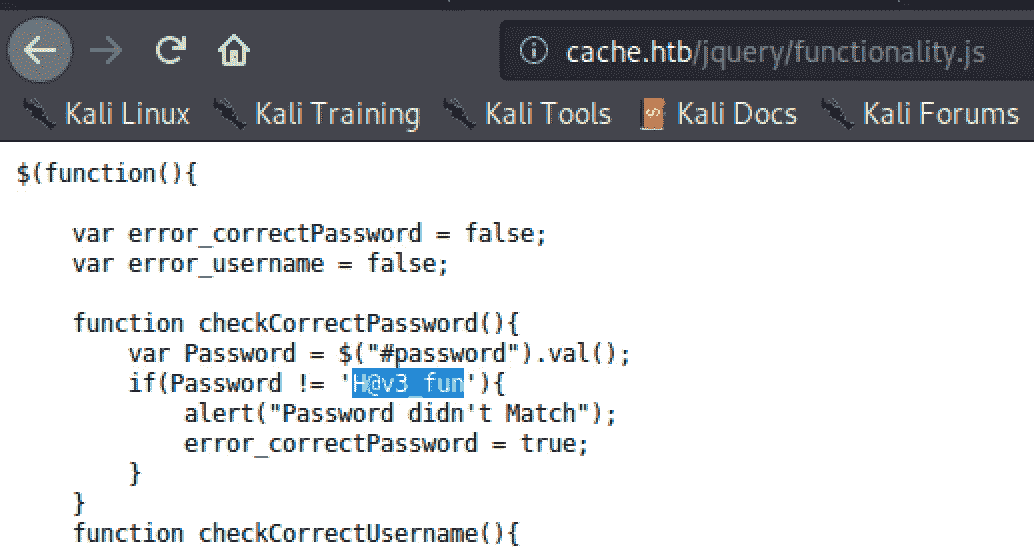 cache.htb/jquery/functionality.js
Kali Linux Kali Training Kali Tools Kali Docs Kali Forums
$(function(){
var error_correctPassword = false;
var error_username = false;
function checkCorrectPassword(){
var Password = $("#password").val();
if(Password != 'H@v3_fun'){
alert("Password didn't Match");
error_correctPassword = true;
}
}
function checkCorrectUsername(){